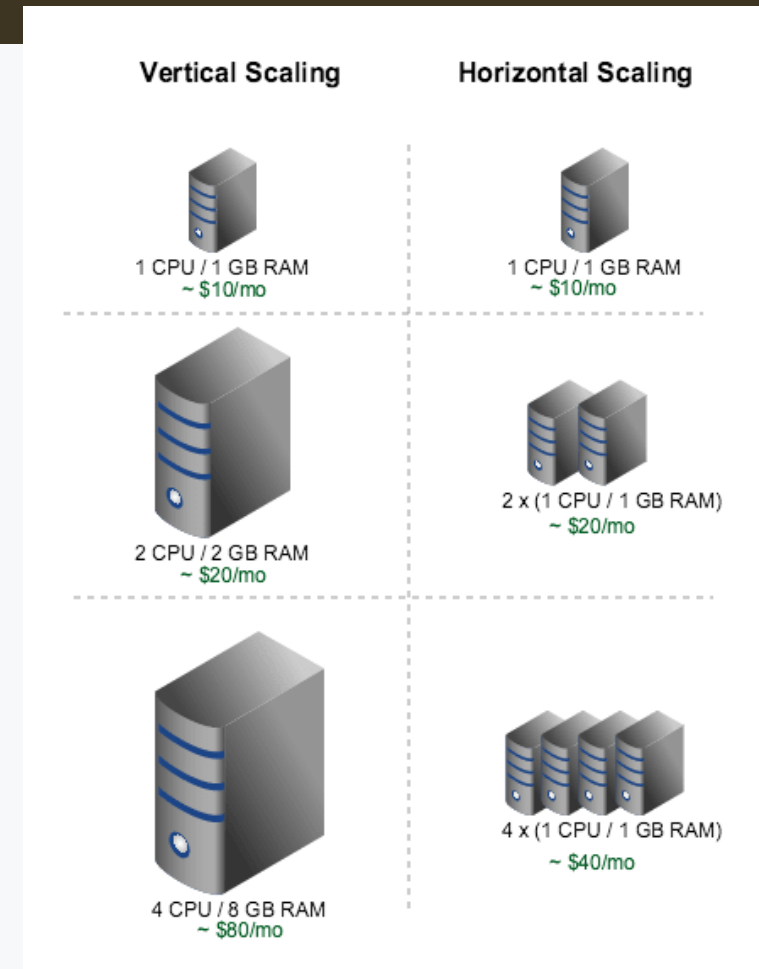 Vertical Scaling
Horizontal Scaling
1 CPU / 1 GB RAM
~ $10/mo
1 CPU / 1 GB RAM
~ $10/mo
2 CPU / 2 GB RAM
~ $20/mo
2 x (1 CPU / 1 GB RAM)
~ $20/mo
4 CPU / 8 GB RAM
~ $80/mo
4 x (1 CPU / 1 GB RAM)
~ $40/mo